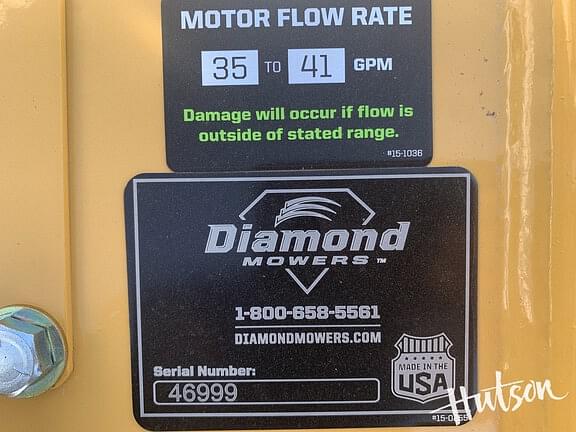 MOTOR FLOW RATE
35 TO 41 GPM
Damage will occur if flow is
outside of stated range.
#15-1036
Diamond
MOWERS ™
1-800-658-5561
DIAMONDMOWERS.COM
Serial Number:
46999
MADE IN THE
USA
Hutson